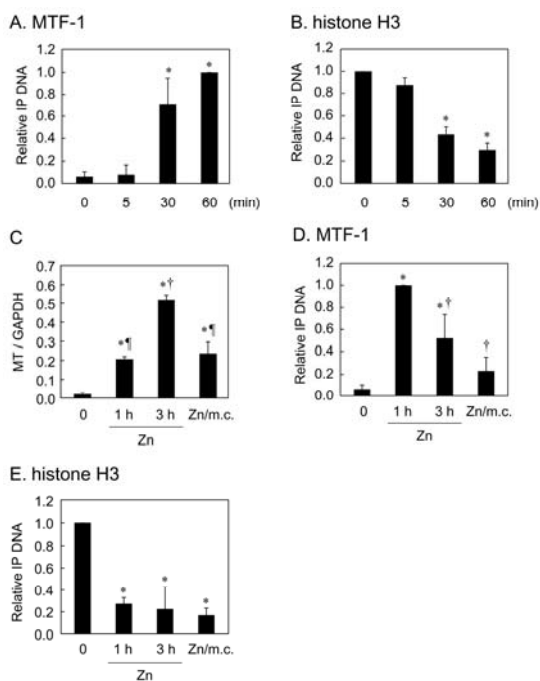 A. MTF-1
Relative IP DNA
1.2
1.0
0.8
0.6
0.4
0.2
0.0
* *
0 5 30 60 (min)
B. histone H3
Relative IP DNA
1.2
1.0
0.8
0.6
0.4
0.2
0.0
* *
0 5 30 60 (min)
C
MT / GAPDH
0.7
0.6
0.5
0.4
0.3
0.2
0.1
0.0
*¶ *† *¶
0 1 h 3 h Zn/m.c.
Zn
D. MTF-1
Relative IP DNA
1.2
1.0
0.8
0.6
0.4
0.2
0.0
* *† †
0 1 h 3 h Zn/m.c.
Zn
E. histone H3
Relative IP DNA
1.2
1.0
0.8
0.6
0.4
0.2
0.0
* * *
0 1 h 3 h Zn/m.c.
Zn